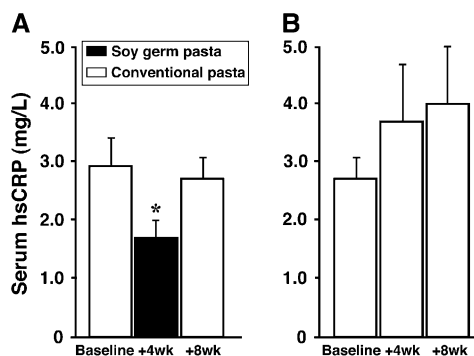 A
B
Soy germ pasta
Conventional pasta
Serum hsCRP (mg/L)
5.0
4.0
3.0
2.0
1.0
0
*
Baseline +4wk +8wk
5.0
4.0
3.0
2.0
1.0
0
Baseline +4wk +8wk